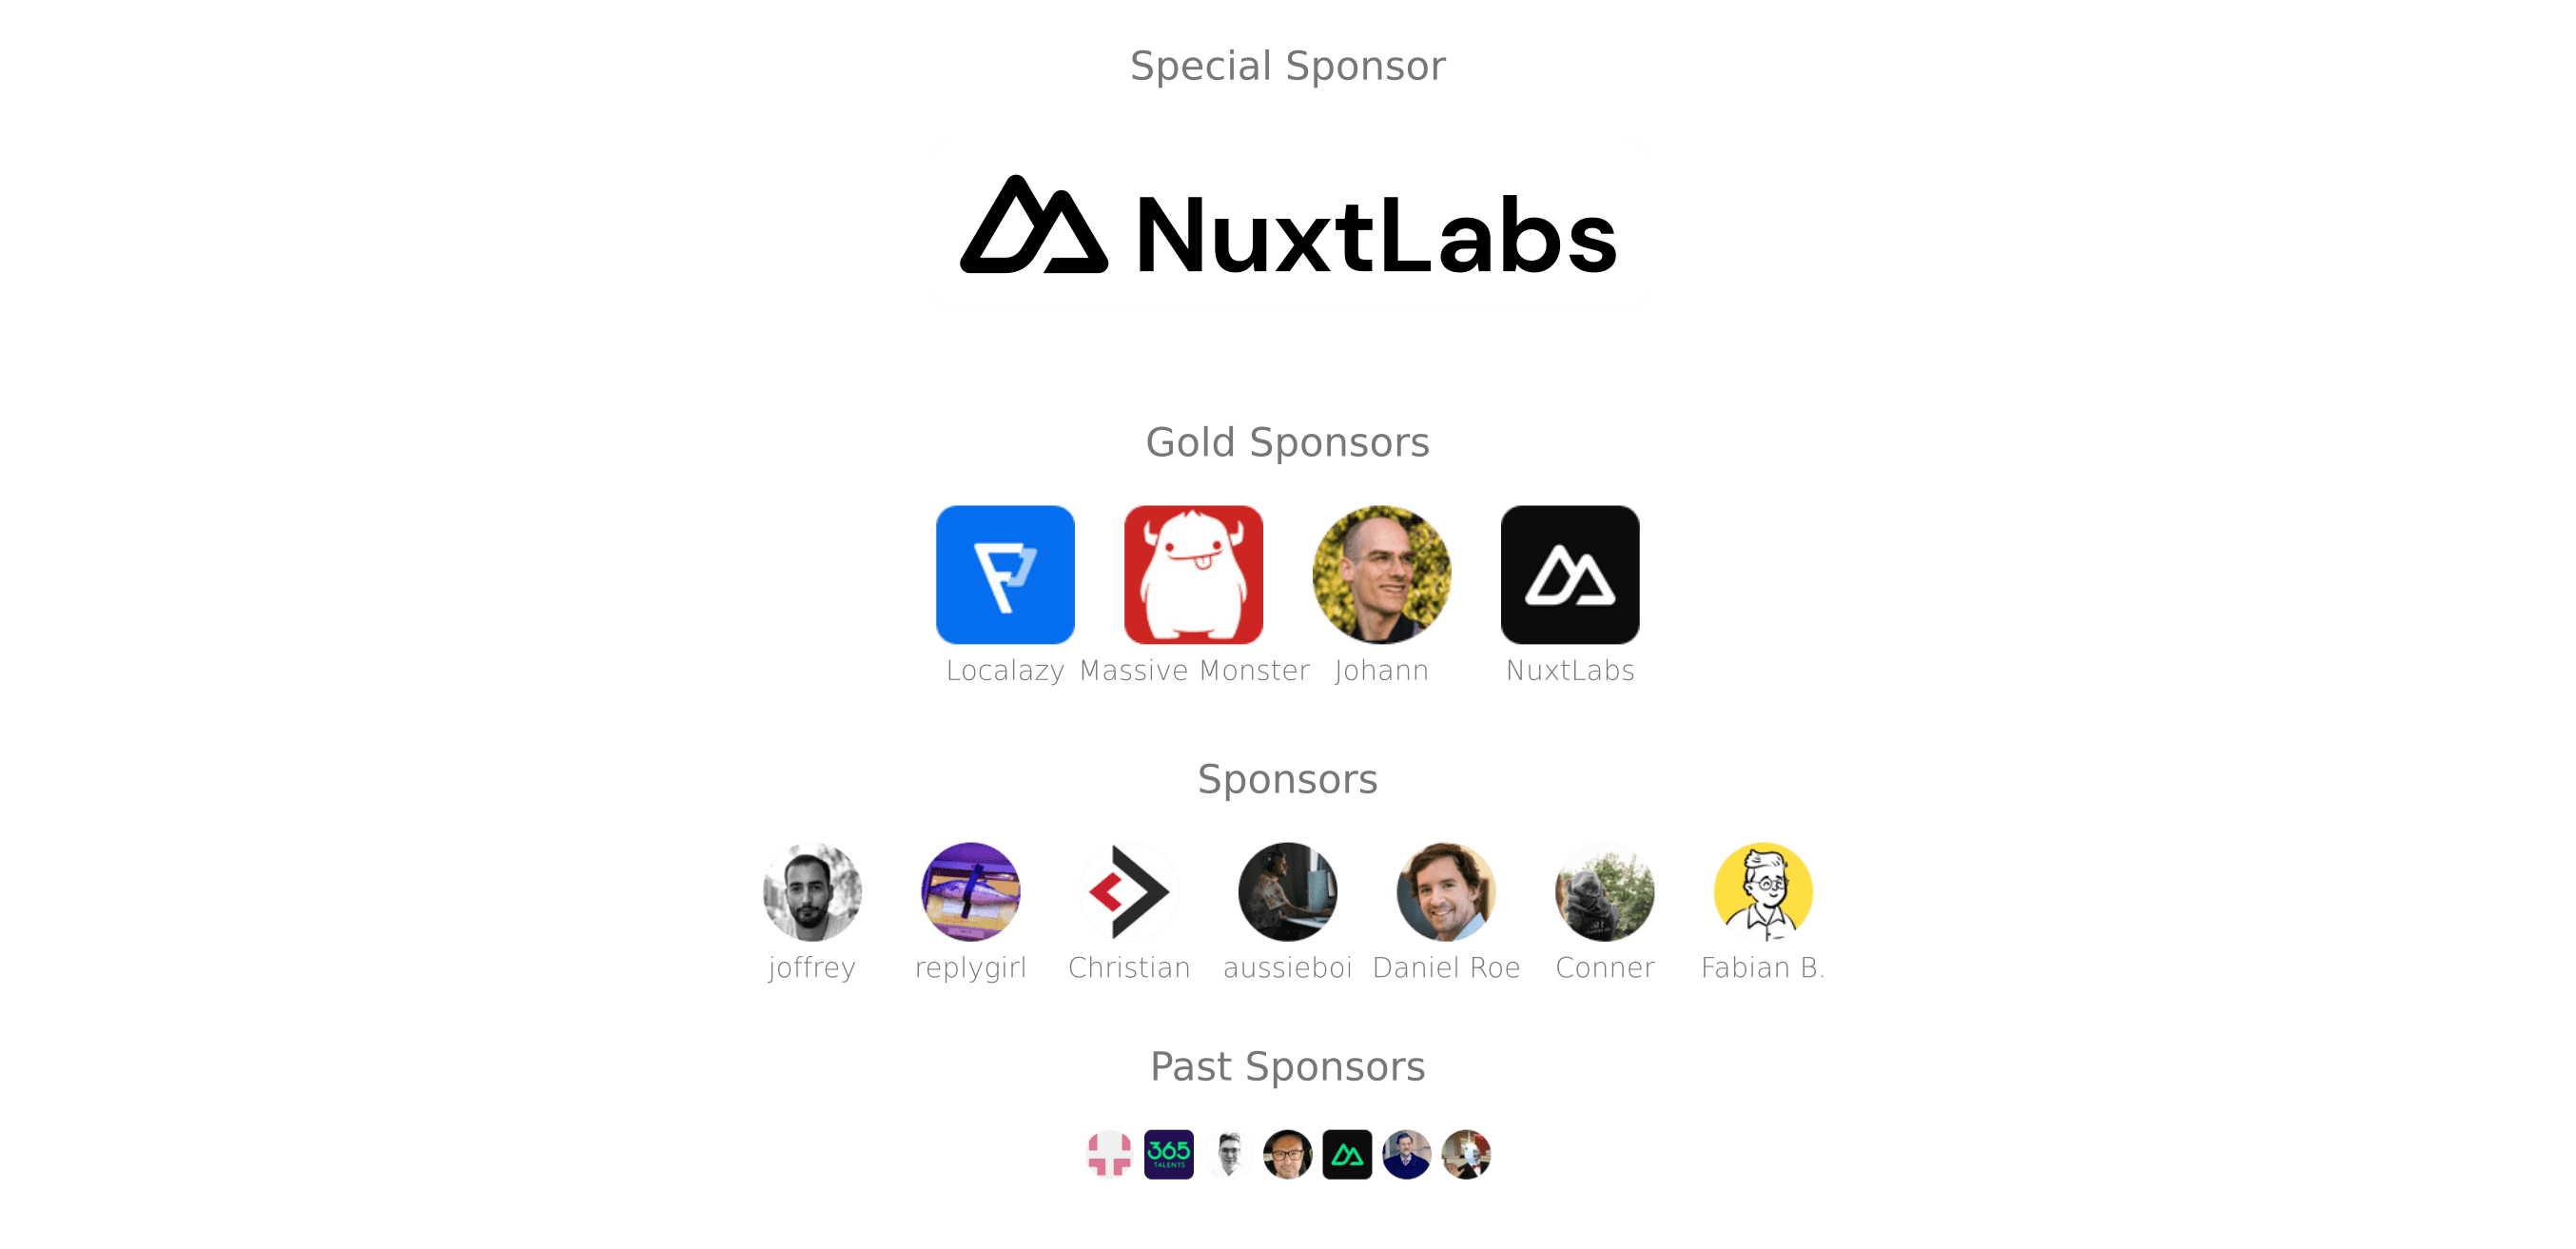 Special Sponsor
NuxtLabs
Gold Sponsors
Localazy Massive Monster Johann NuxtLabs
Sponsors
joffrey replygirl Christian aussieboi Daniel Roe Conner Fabian B.
Past Sponsors
365
TALENTS